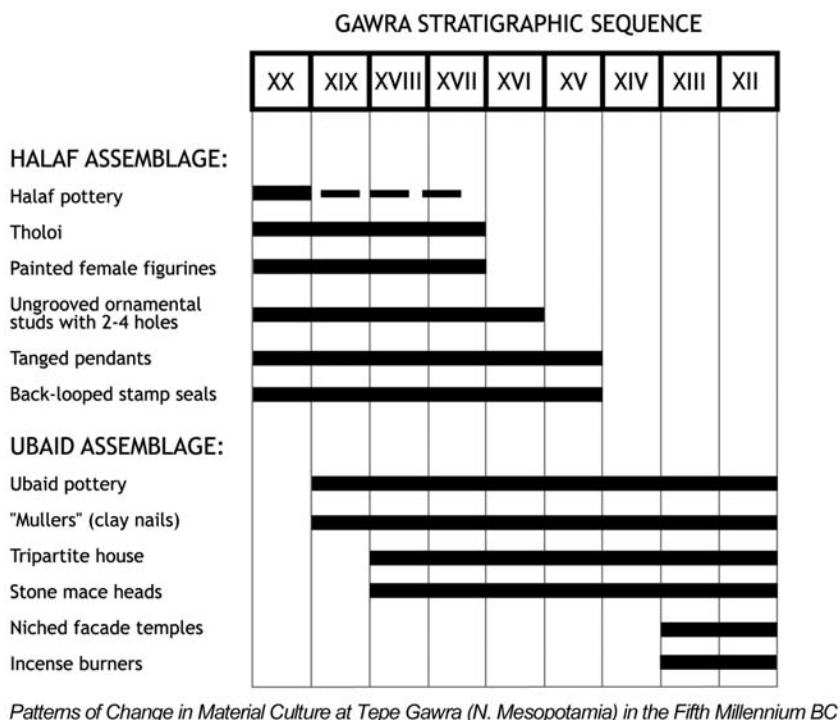 GAWRA STRATIGRAPHIC SEQUENCE
XX XIX XVIII XVII XVI XV XIV XIII XII
HALAF ASSEMBLAGE:
Halaf pottery
Tholoi
Painted female figurines
Ungrooved ornamental
studs with 2-4 holes
Tanged pendants
Back-looped stamp seals
UBAID ASSEMBLAGE:
Ubaid pottery
"Mullers" (clay nails)
Tripartite house
Stone mace heads
Niched facade temples
Incense burners
Patterns of Change in Material Culture at Tepe Gawra (N. Mesopotamia) in the Fifth Millennium BC.